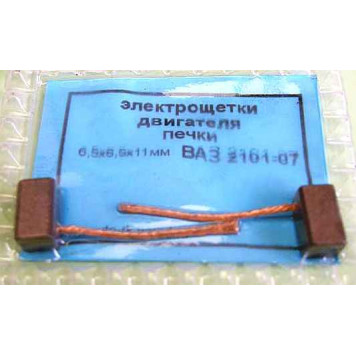 электрощетки
двигателя
печки
6,5х6,5х11мм ВАЗ 2101-07